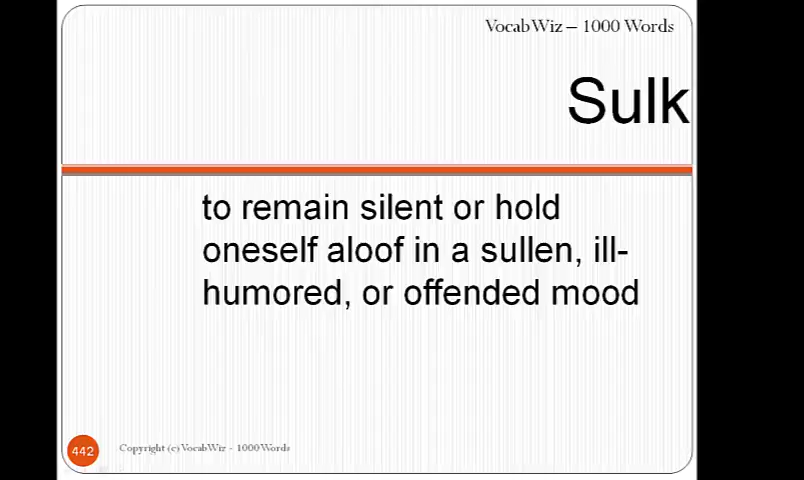 VocabWiz – 1000 Words
Sulk
to remain silent or hold
oneself aloof in a sullen, ill-
humored, or offended mood
442
Copyright (c) VocabWiz - 1000 Words